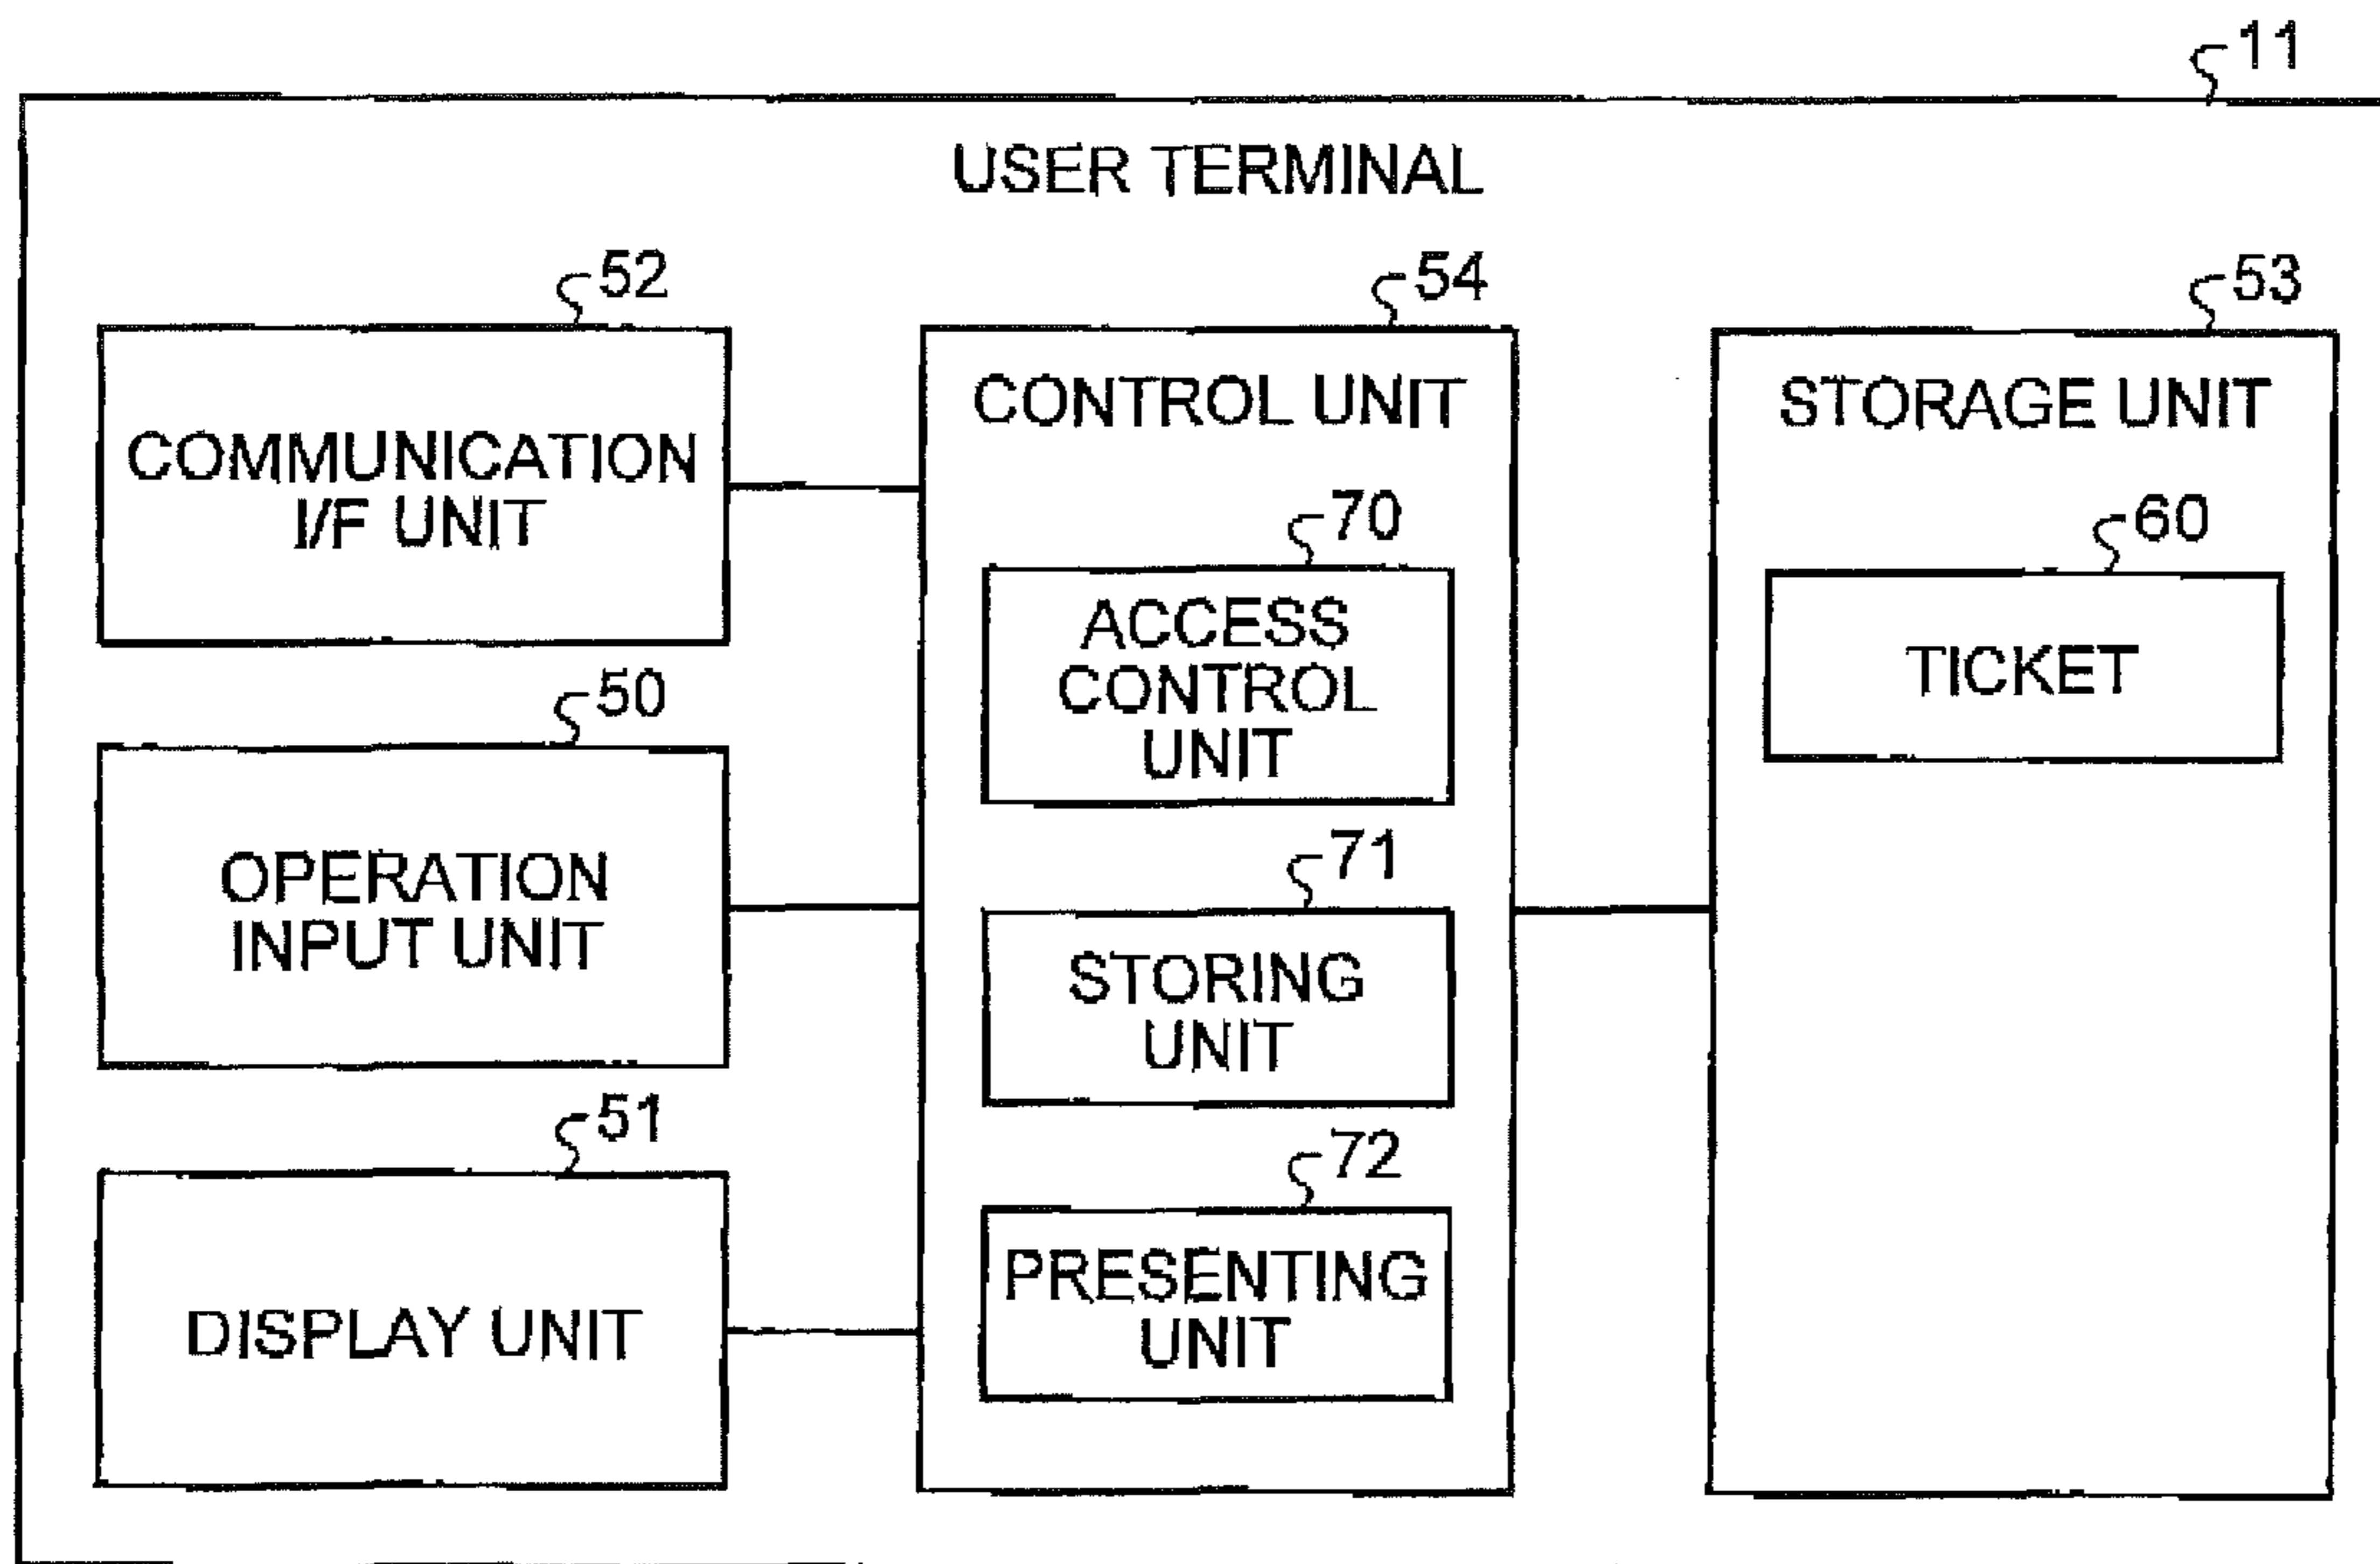 11
USER TERMINAL
52
COMMUNICATION
I/F UNIT
50
OPERATION
INPUT UNIT
51
DISPLAY UNIT
54
CONTROL UNIT
70
ACCESS
CONTROL
UNIT
71
STORING
UNIT
72
PRESENTING
UNIT
53
STORAGE UNIT
60
TICKET